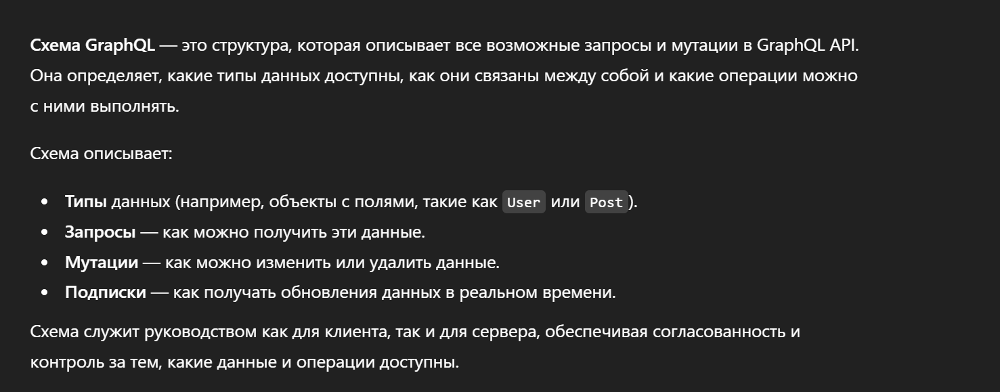 Схема GraphQL — это структура, которая описывает все возможные запросы и мутации в GraphQL API.
Она определяет, какие типы данных доступны, как они связаны между собой и какие операции можно
с ними выполнять.
Схема описывает:
• Типы данных (например, объекты с полями, такие как User или Post).
• Запросы — как можно получить эти данные.
• Мутации — как можно изменить или удалить данные.
• Подписки — как получать обновления данных в реальном времени.
Схема служит руководством как для клиента, так и для сервера, обеспечивая согласованность и
контроль за тем, какие данные и операции доступны.